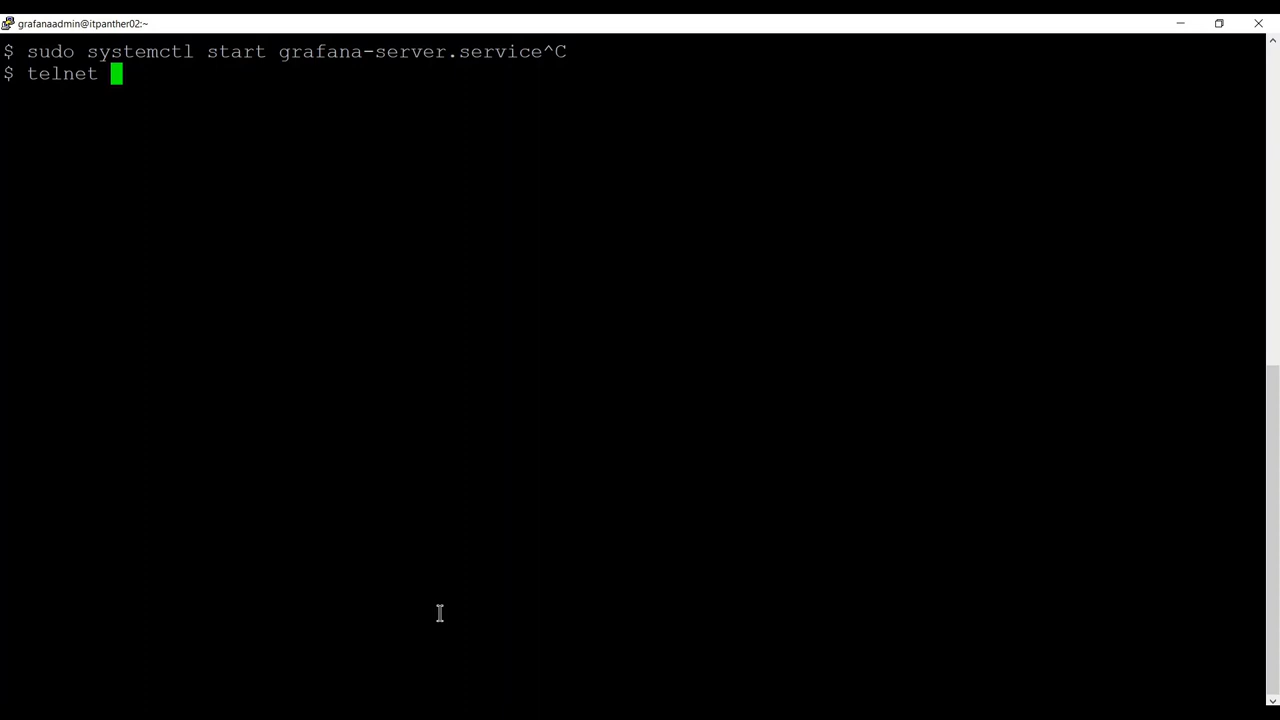 grafanaadmin@itpanther02:~
$ sudo systemctl start grafana-server.service^C
$ telnet